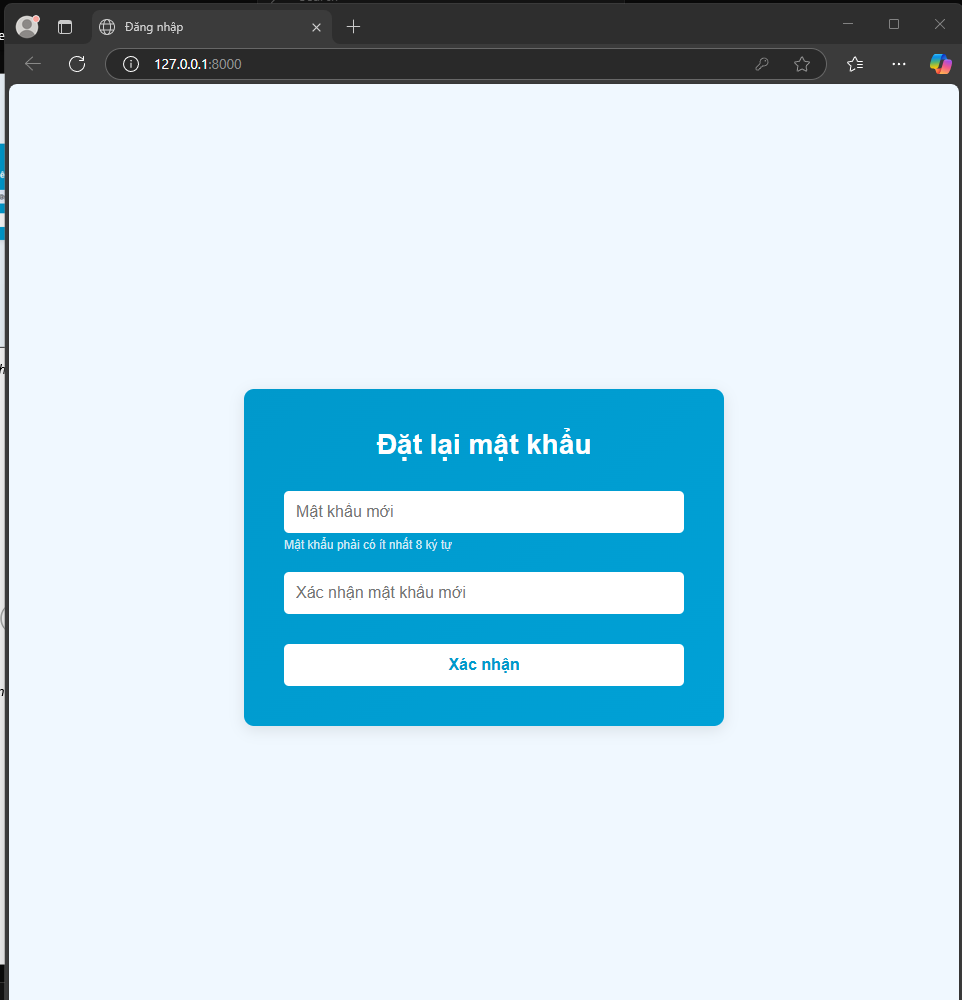 Đăng nhập
127.0.0.1:8000
Đặt lại mật khẩu
Mật khẩu mới
Mật khẩu phải có ít nhất 8 ký tự
Xác nhận mật khẩu mới
Xác nhận